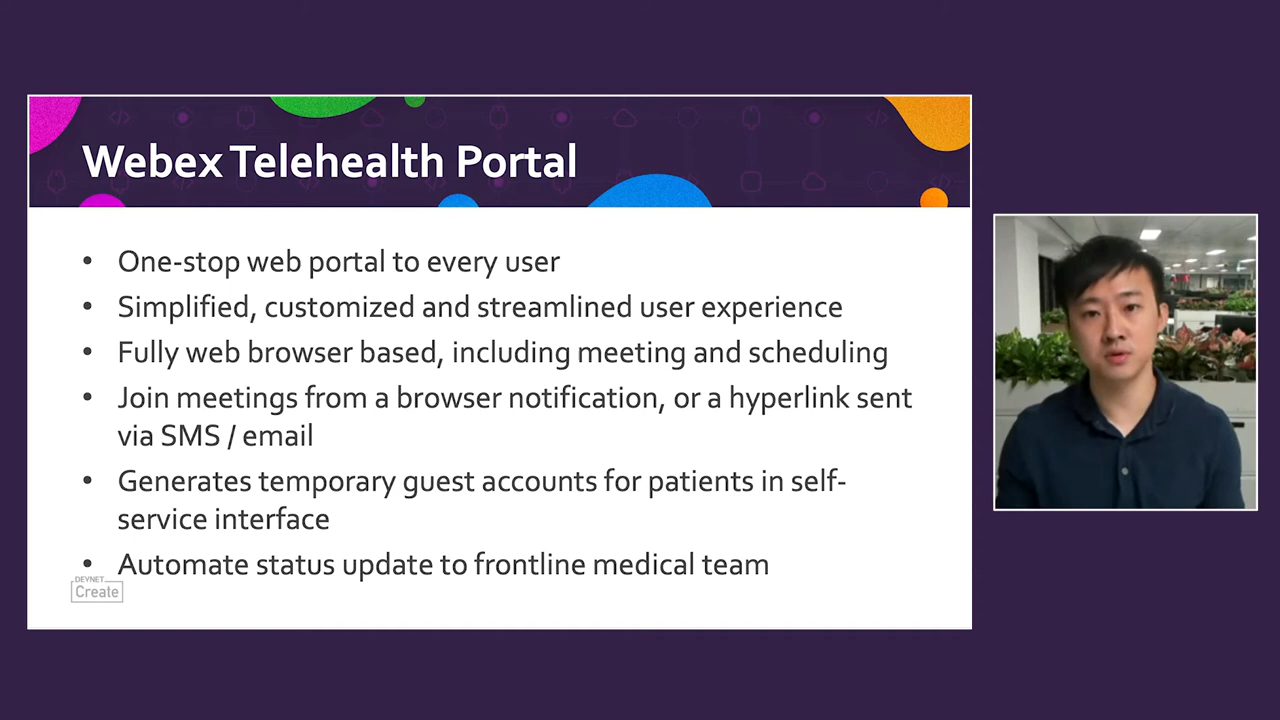 Webex Telehealth Portal
• One-stop web portal to every user
• Simplified, customized and streamlined user experience
• Fully web browser based, including meeting and scheduling
• Join meetings from a browser notification, or a hyperlink sent
via SMS / email
• Generates temporary guest accounts for patients in self-
service interface
• Automate status update to frontline medical team
DEVNET
Create